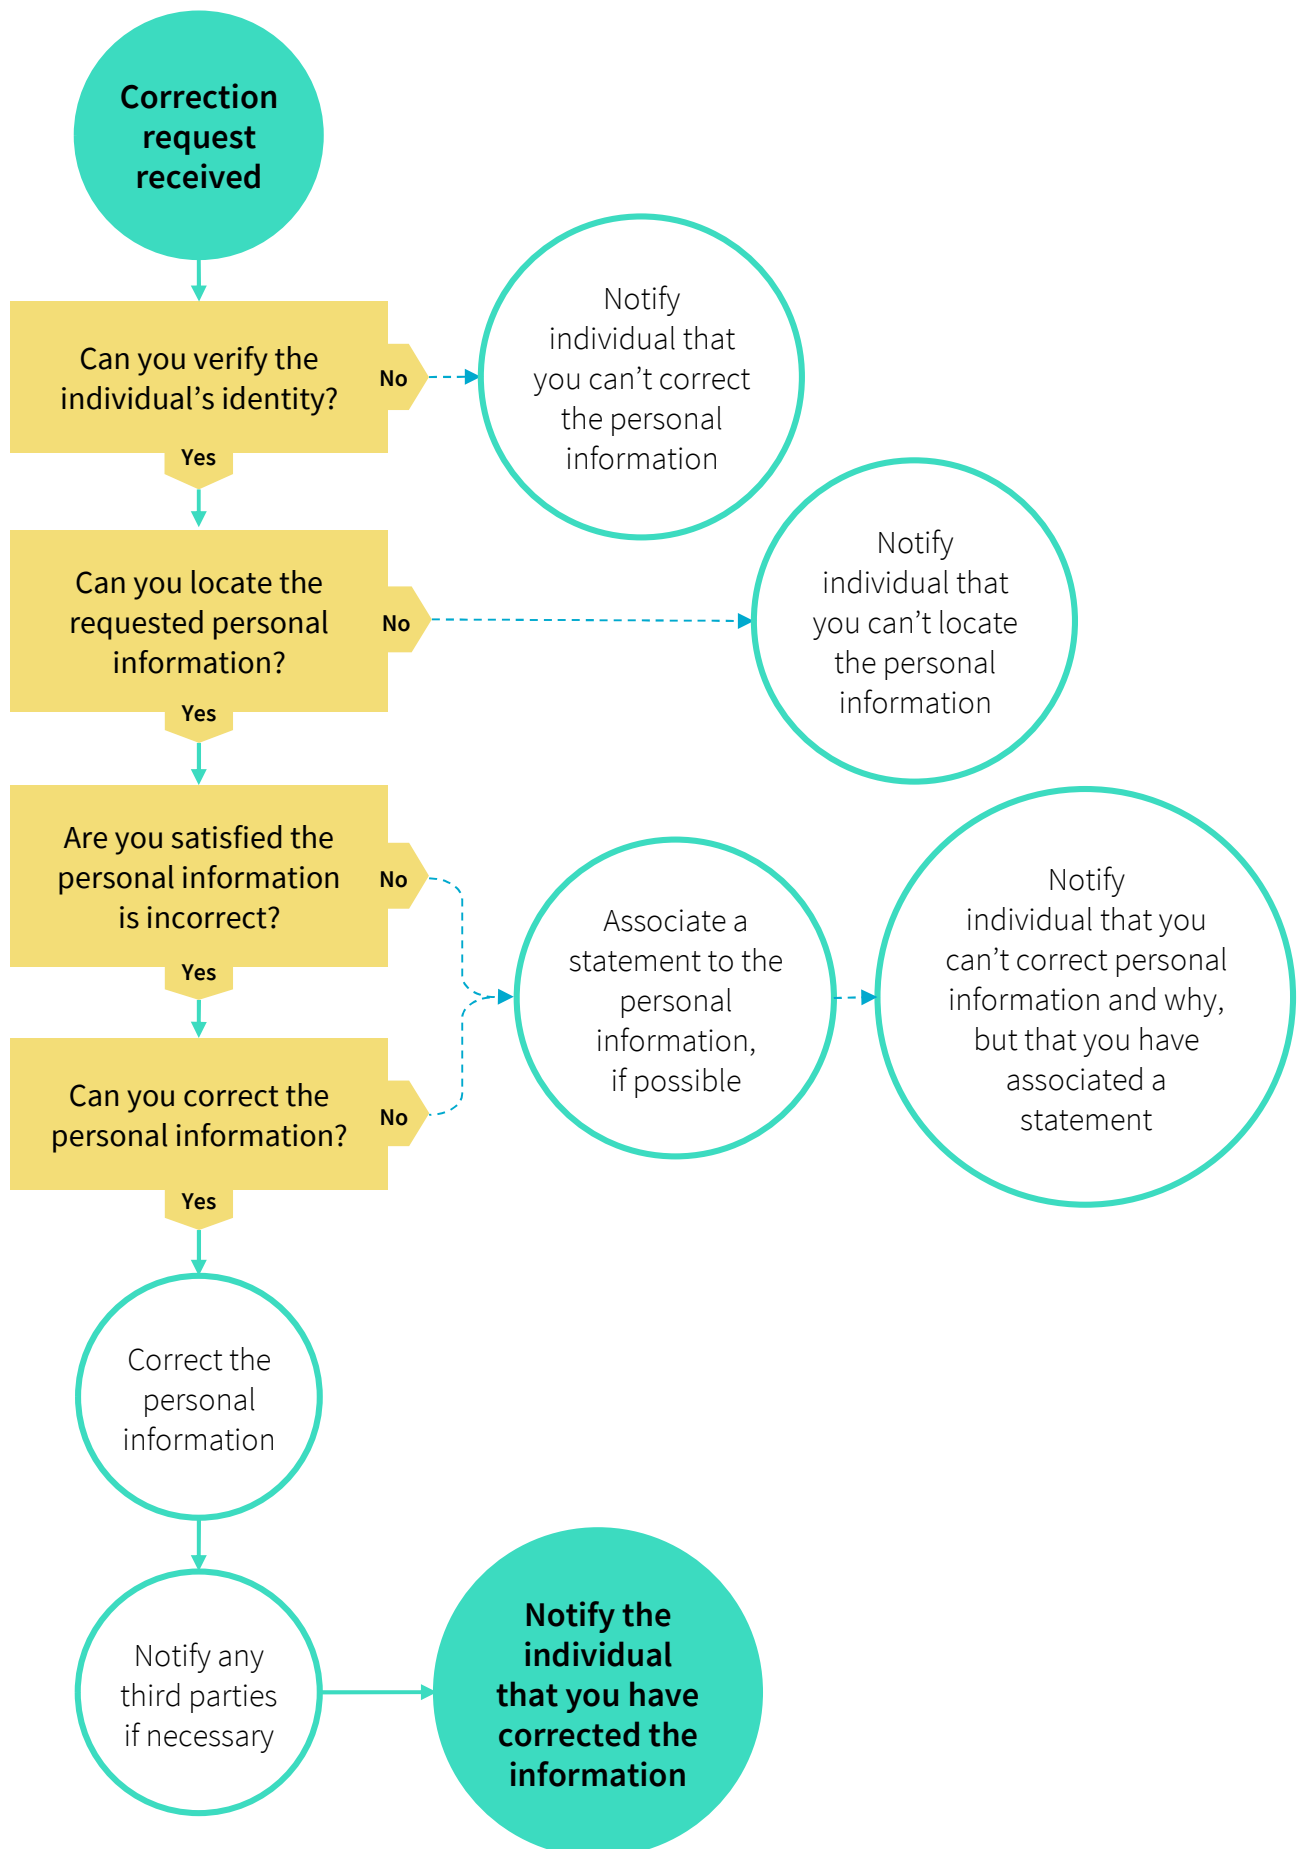 Correction
request
received
Can you verify the
individual’s identity?
No
Yes
Notify
individual that
you can’t correct
the personal
information
Can you locate the
requested personal
information?
No
Yes
Notify
individual that
you can’t locate
the personal
information
Are you satisfied the
personal information
is incorrect?
No
Yes
Can you correct the
personal information?
No
Yes
Associate a
statement to the
personal
information,
if possible
Notify
individual that you
can’t correct personal
information and why,
but that you have
associated a
statement
Correct the
personal
information
Notify any
third parties
if necessary
Notify the
individual
that you have
corrected the
information